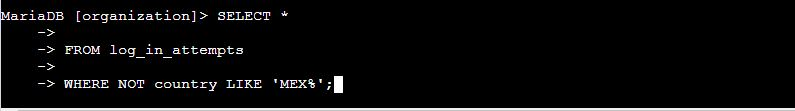 MariaDB [organization]> SELECT *
    ->
    -> FROM log_in_attempts
    ->
    -> WHERE NOT country LIKE 'MEX%';